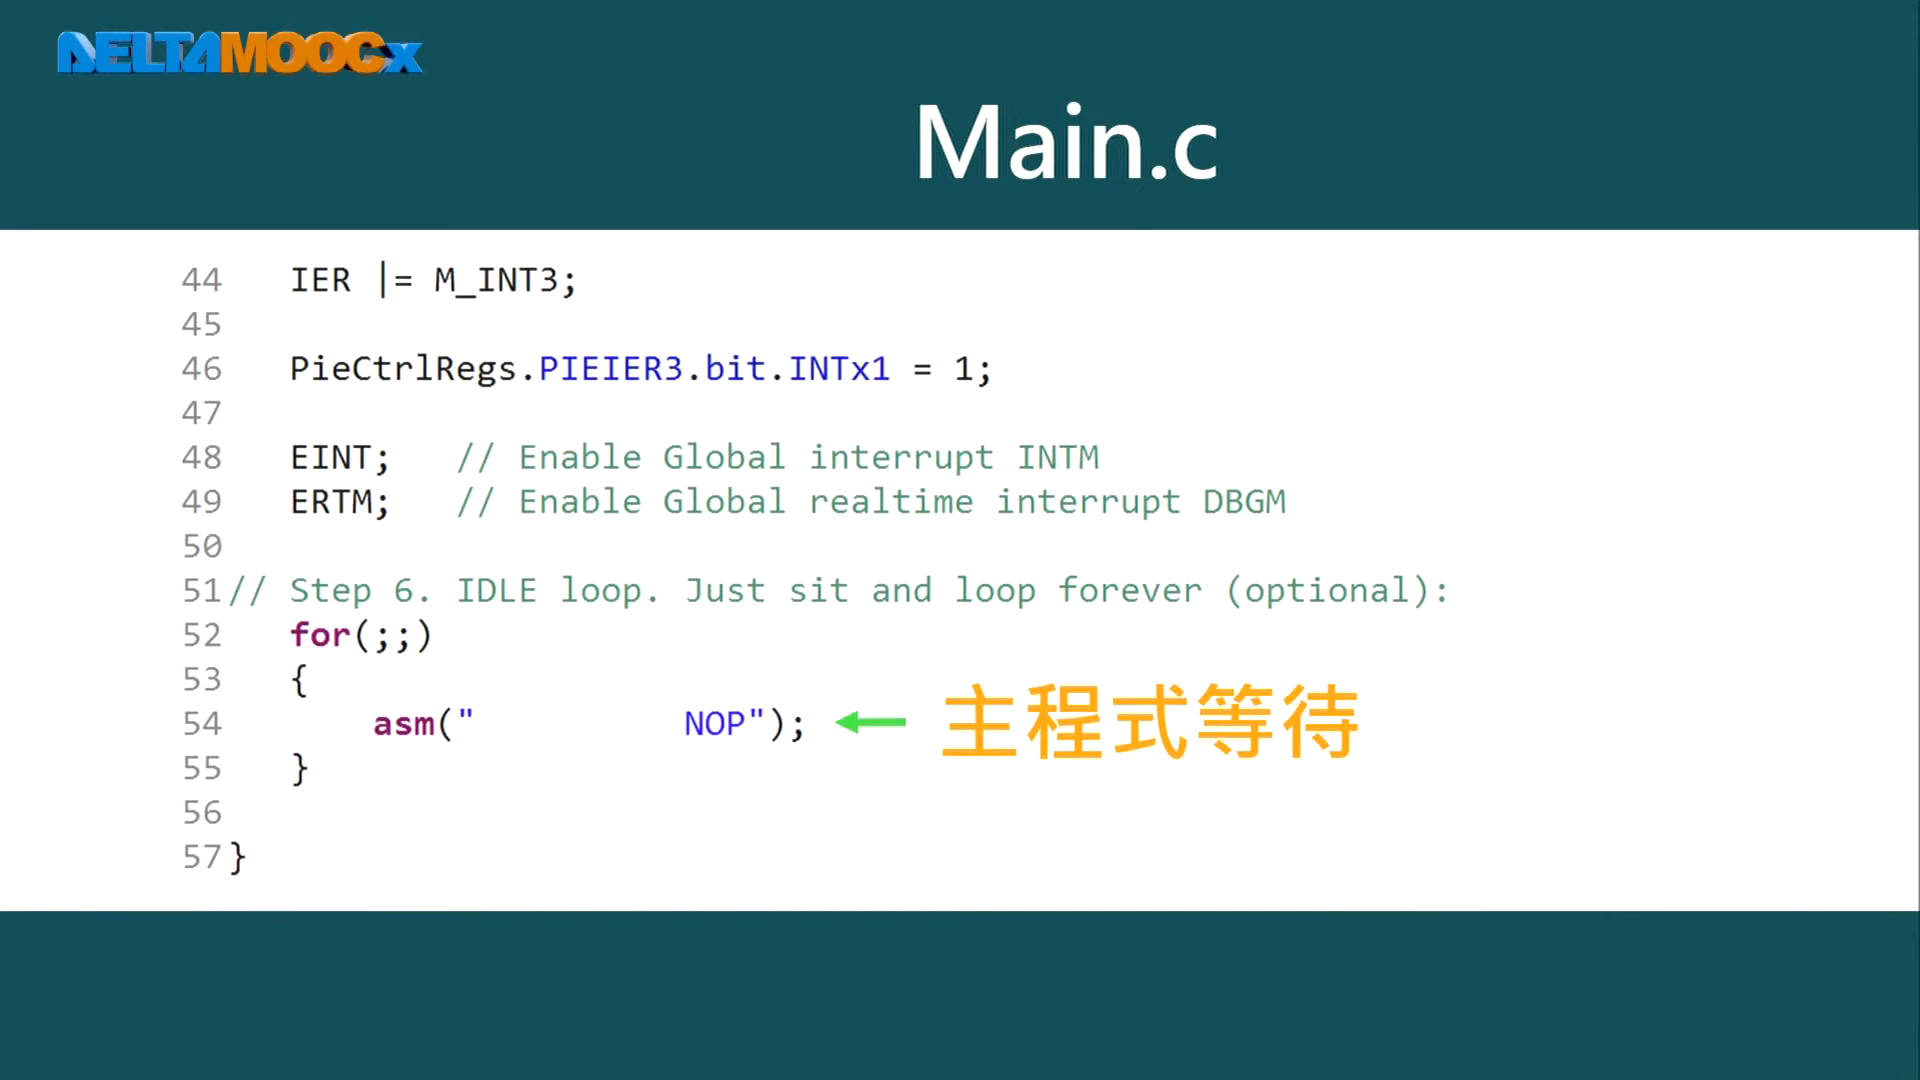 DELTAMOOCx
Main.c
44 IER |= M_INT3;
45
46 PieCtrlRegs.PIEIER3.bit.INTx1 = 1;
47
48 EINT; // Enable Global interrupt INTM
49 ERTM; // Enable Global realtime interrupt DBGM
50
51 // Step 6. IDLE loop. Just sit and loop forever (optional):
52 for(;;)
53 {
54 asm("               NOP"); 主程式等待
55 }
56
57 }